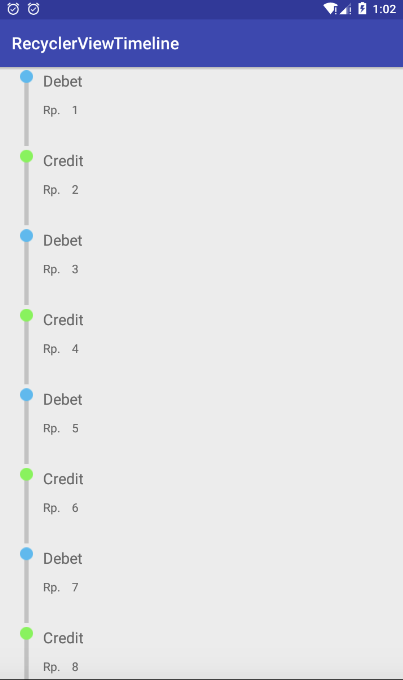 1:02
RecyclerViewTimeline
Debet
Rp. 1
Credit
Rp. 2
Debet
Rp. 3
Credit
Rp. 4
Debet
Rp. 5
Credit
Rp. 6
Debet
Rp. 7
Credit
Rp. 8